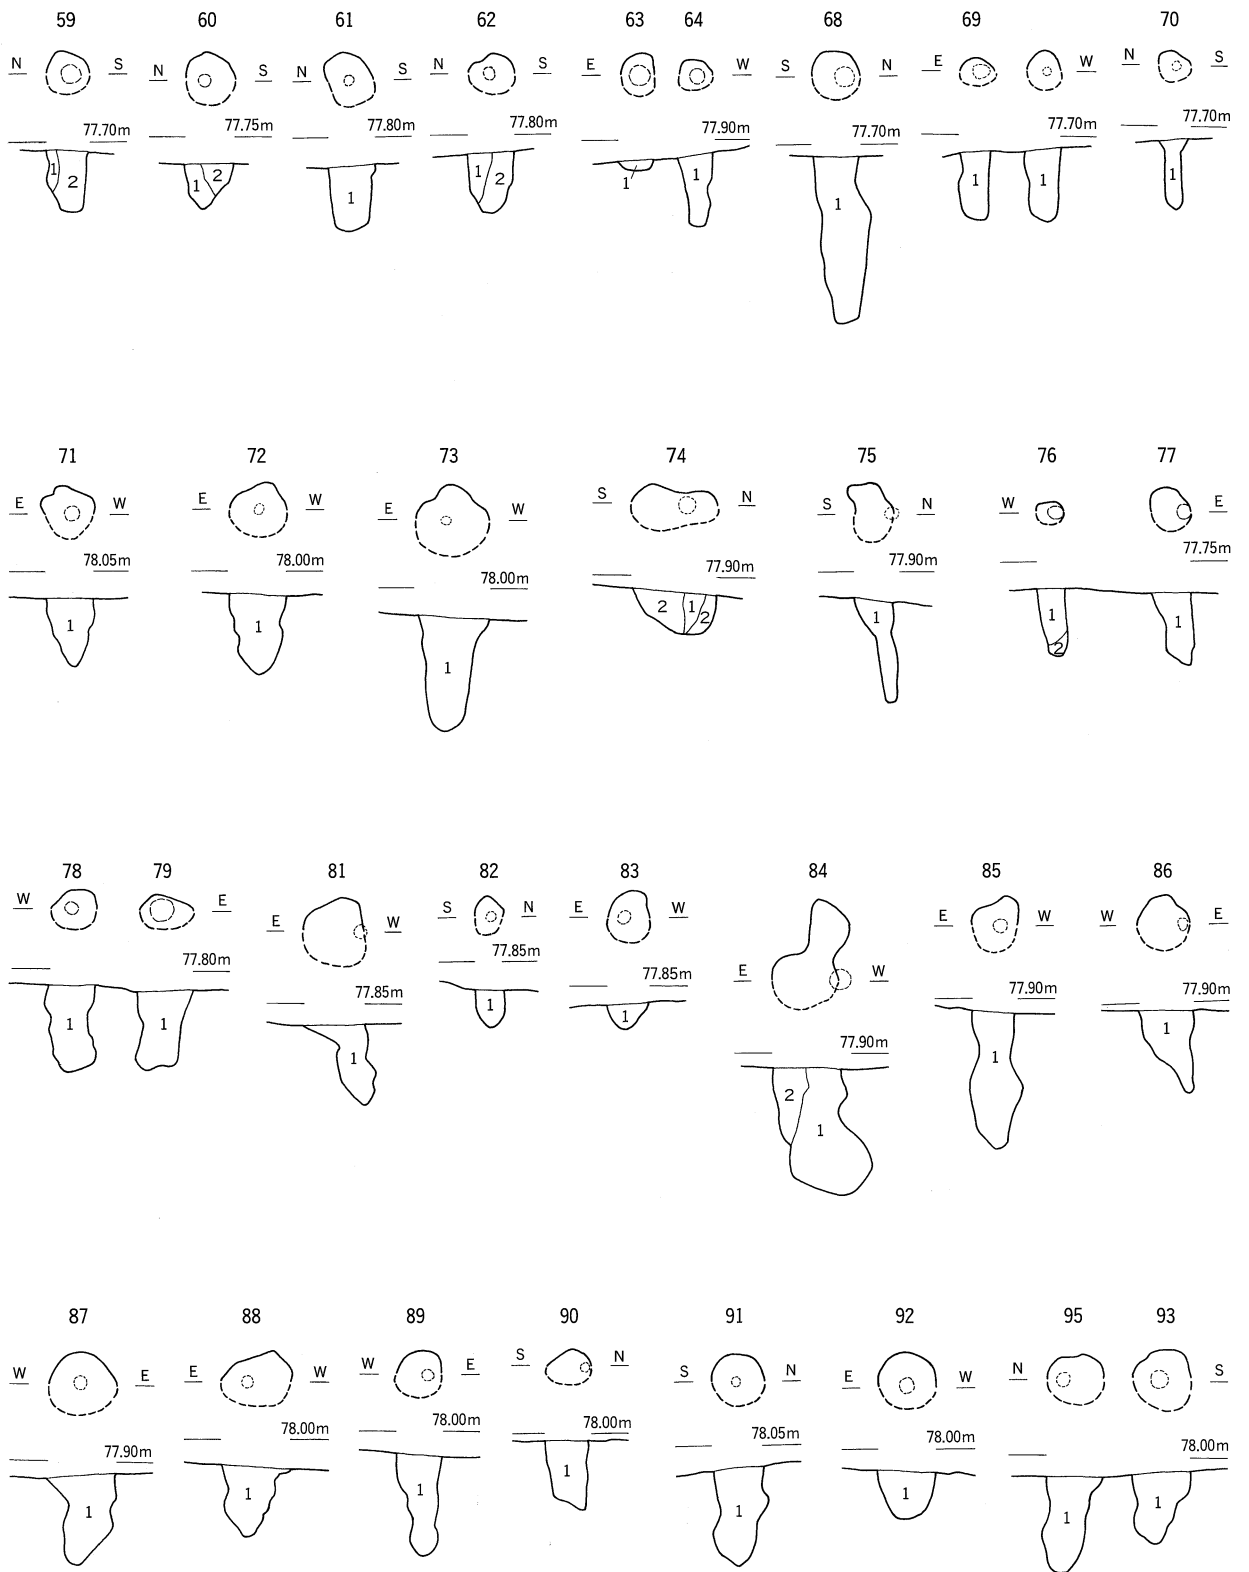 59 60 61 62 63 64 68 69 70
N S N S N S N S E W S N E W N S
77.70m 77.75m 77.80m 77.80m 77.90m 77.70m 77.70m 77.70m
1 2 1 2 1 1 2 1 1 1 1 1 1
71 72 73 74 75 76 77
E W E W E W S N S N W E
78.05m 78.00m 78.00m 77.90m 77.90m 77.75m
1 1 1 2 1 2 1 1 2 1
78 79 81 82 83 84 85 86
W E E W S N E W E W E W W E
77.80m 77.85m 77.85m 77.85m 77.90m 77.90m 77.90m
1 1 1 1 1 2 1 1 1
87 88 89 90 91 92 95 93
W E E W W E S N S N E W N S
77.90m 78.00m 78.00m 78.00m 78.05m 78.00m 78.00m
1 1 1 1 1 1 1 1